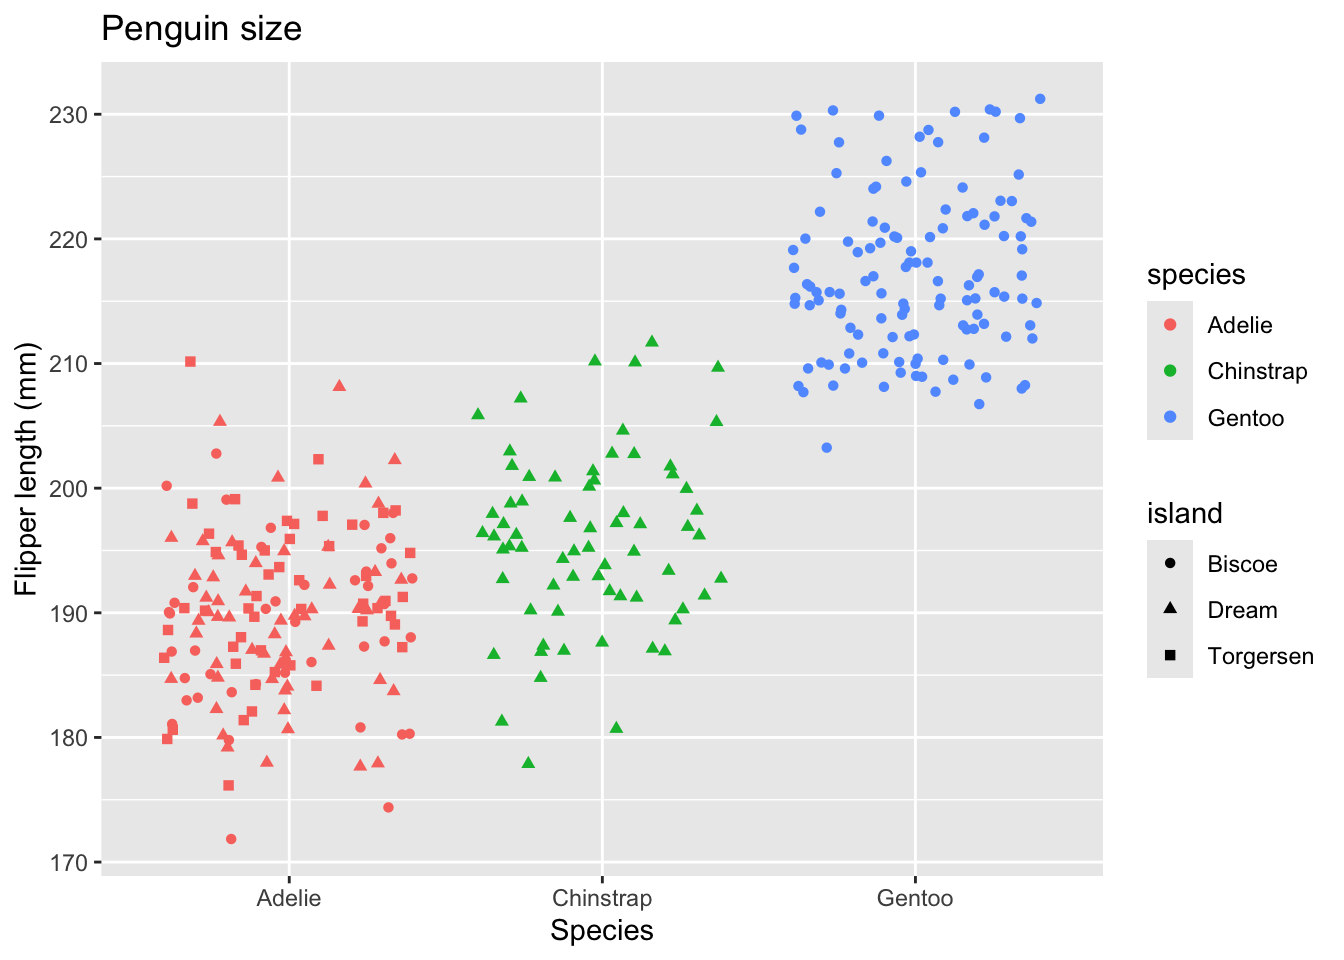 Penguin size
230
220
210
200
190
180
170
Flipper length (mm)
Adelie
Chinstrap
Gentoo
Species
species
Adelie
Chinstrap
Gentoo
island
Biscoe
Dream
Torgersen